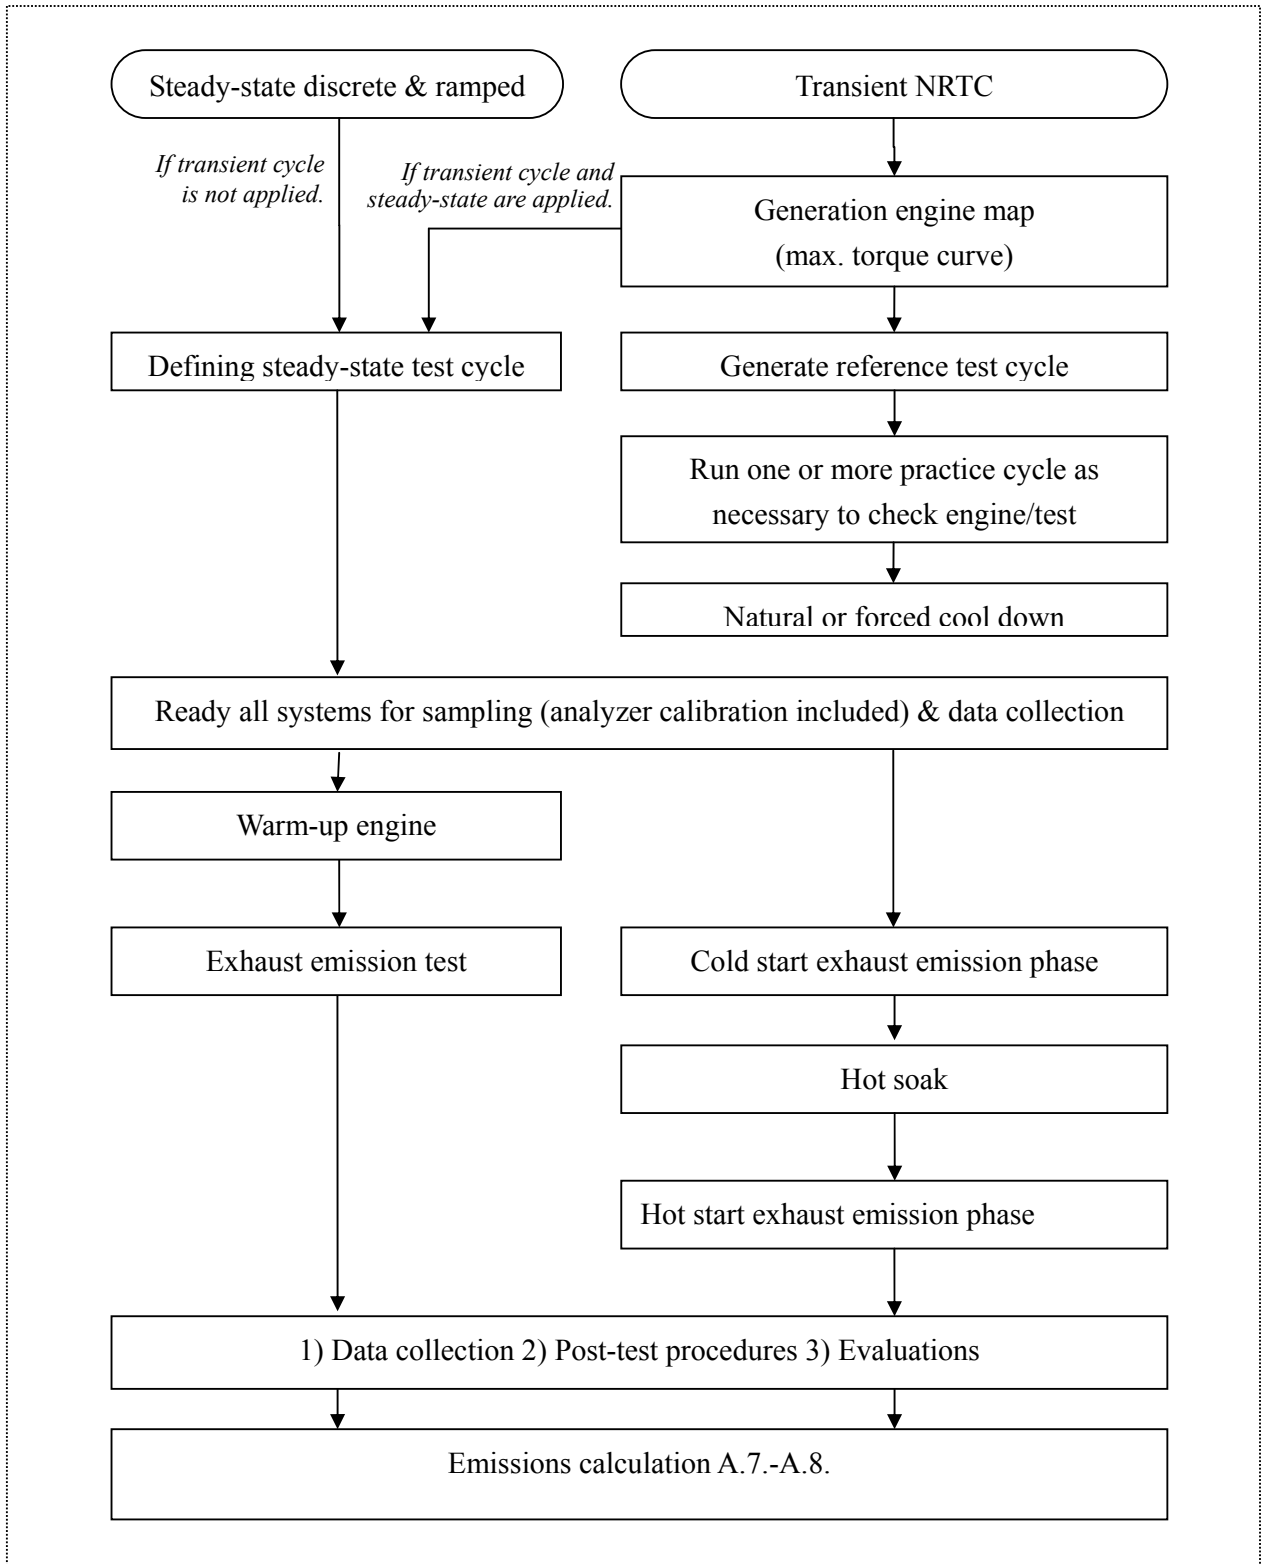 Steady-state discrete & ramped
Transient NRTC
If transient cycle
is not applied.
If transient cycle and
steady-state are applied.
Generation engine map
(max. torque curve)
Defining steady-state test cycle
Generate reference test cycle
Run one or more practice cycle as
necessary to check engine/test
Natural or forced cool down
Ready all systems for sampling (analyzer calibration included) & data collection
Warm-up engine
Exhaust emission test
Cold start exhaust emission phase
Hot soak
Hot start exhaust emission phase
1) Data collection 2) Post-test procedures 3) Evaluations
Emissions calculation A.7.-A.8.